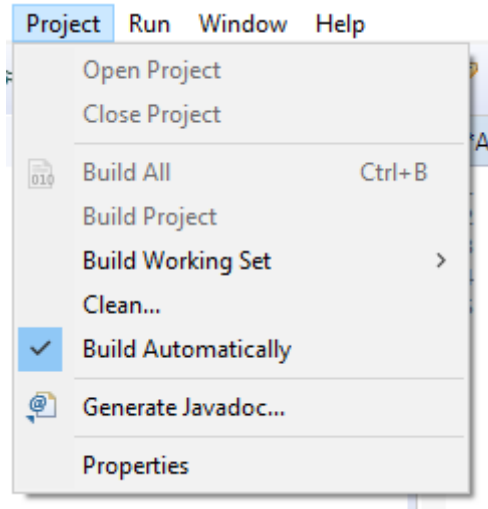 Project Run Window Help
Open Project
Close Project
*A
Build All Ctrl+B
Build Project
Build Working Set >
Clean...
Build Automatically
Generate Javadoc...
Properties